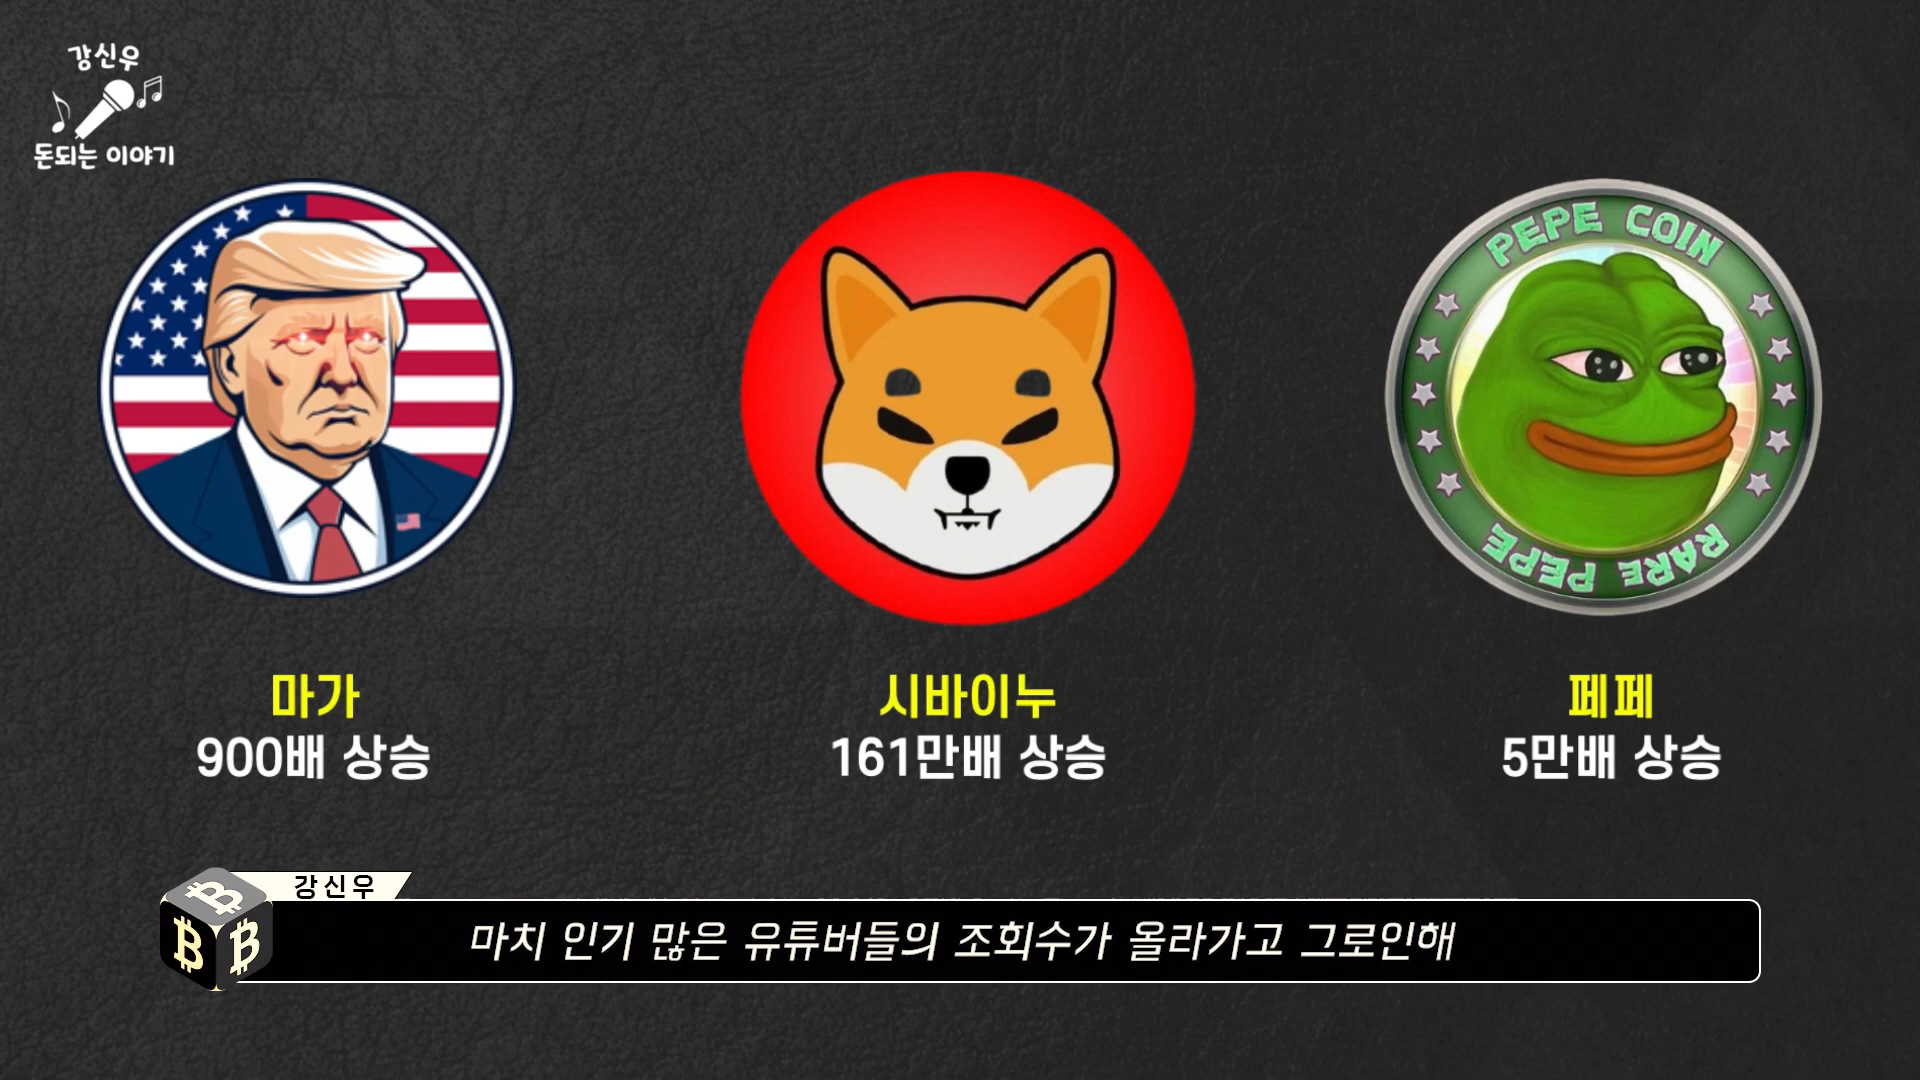 강신우
돈되는 이야기
PEPE COIN
RARE PEPE
마가
900배 상승
시바이누
161만배 상승
페페
5만배 상승
강신우
마치 인기 많은 유튜버들의 조회수가 올라가고 그로인해